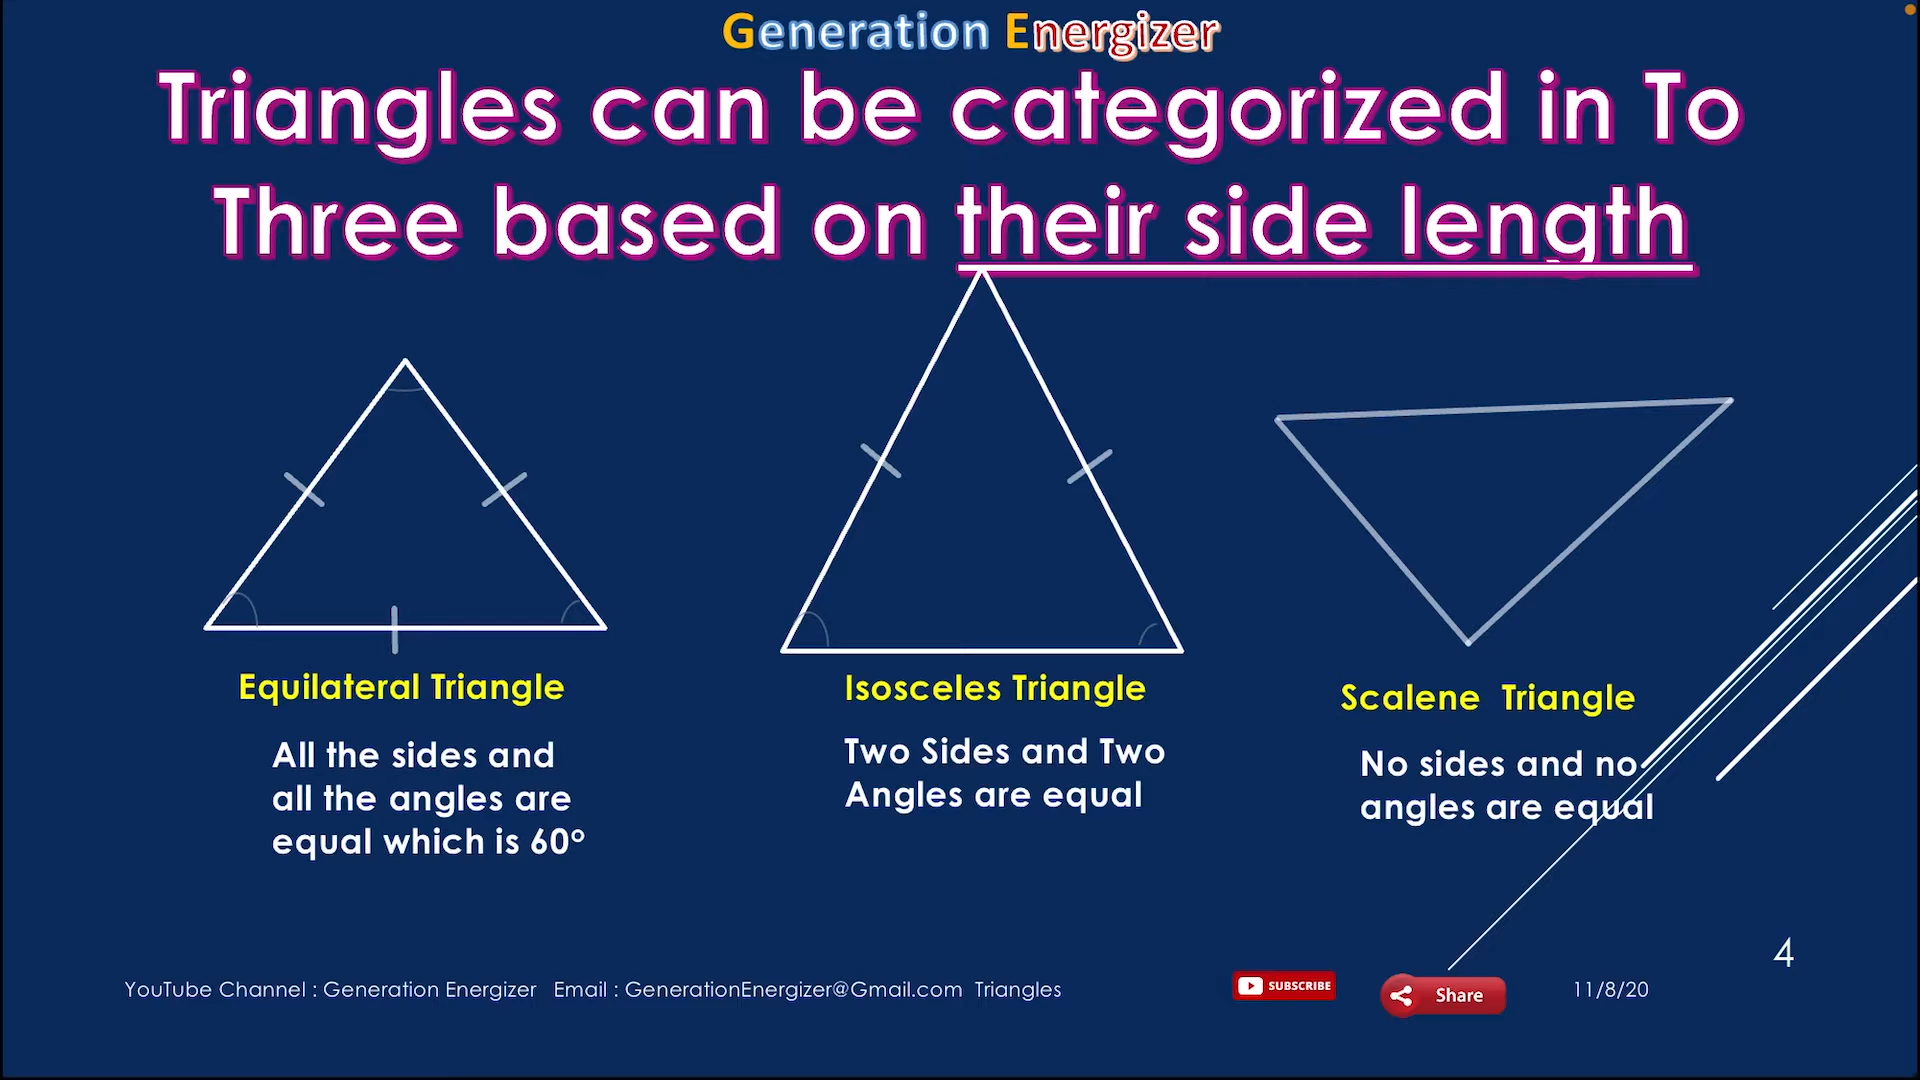 Generation Energizer
Triangles can be categorized in To
Three based on their side length
Equilateral Triangle
All the sides and
all the angles are
equal which is 60°
Isosceles Triangle
Two Sides and Two
Angles are equal
Scalene Triangle
No sides and no
angles are equal
4
YouTube Channel : Generation Energizer Email : GenerationEnergizer@Gmail.com Triangles
SUBSCRIBE
Share
11/8/20